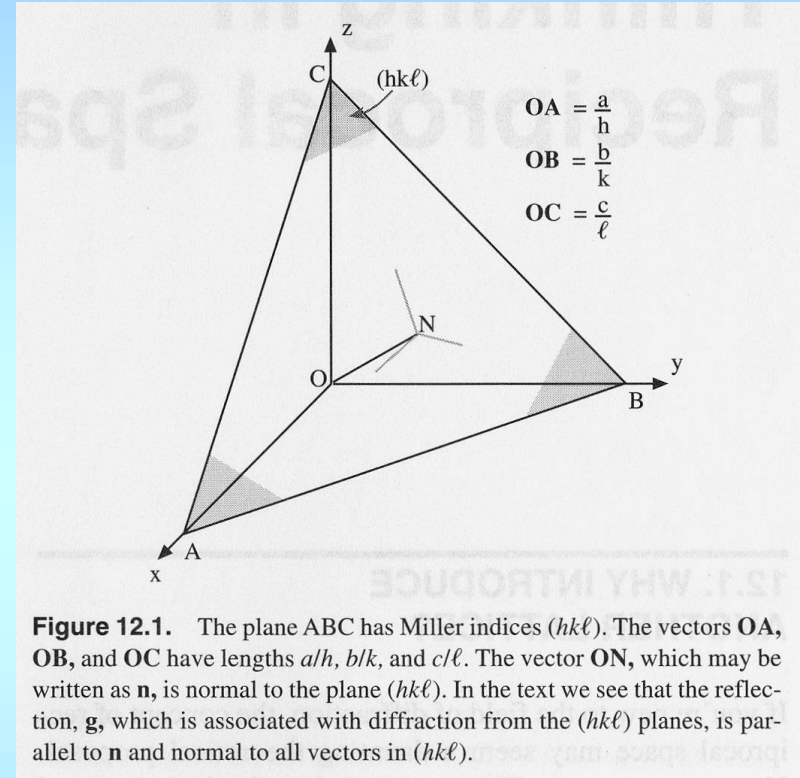 z
C
(hkℓ)
OA = a/h
OB = b/k
OC = c/ℓ
N
O
y
B
A
x
Figure 12.1. The plane ABC has Miller indices (hkℓ). The vectors OA,
OB, and OC have lengths a/h, b/k, and c/ℓ. The vector ON, which may be
written as n, is normal to the plane (hkℓ). In the text we see that the reflec-
tion, g, which is associated with diffraction from the (hkℓ) planes, is par-
allel to n and normal to all vectors in (hkℓ).